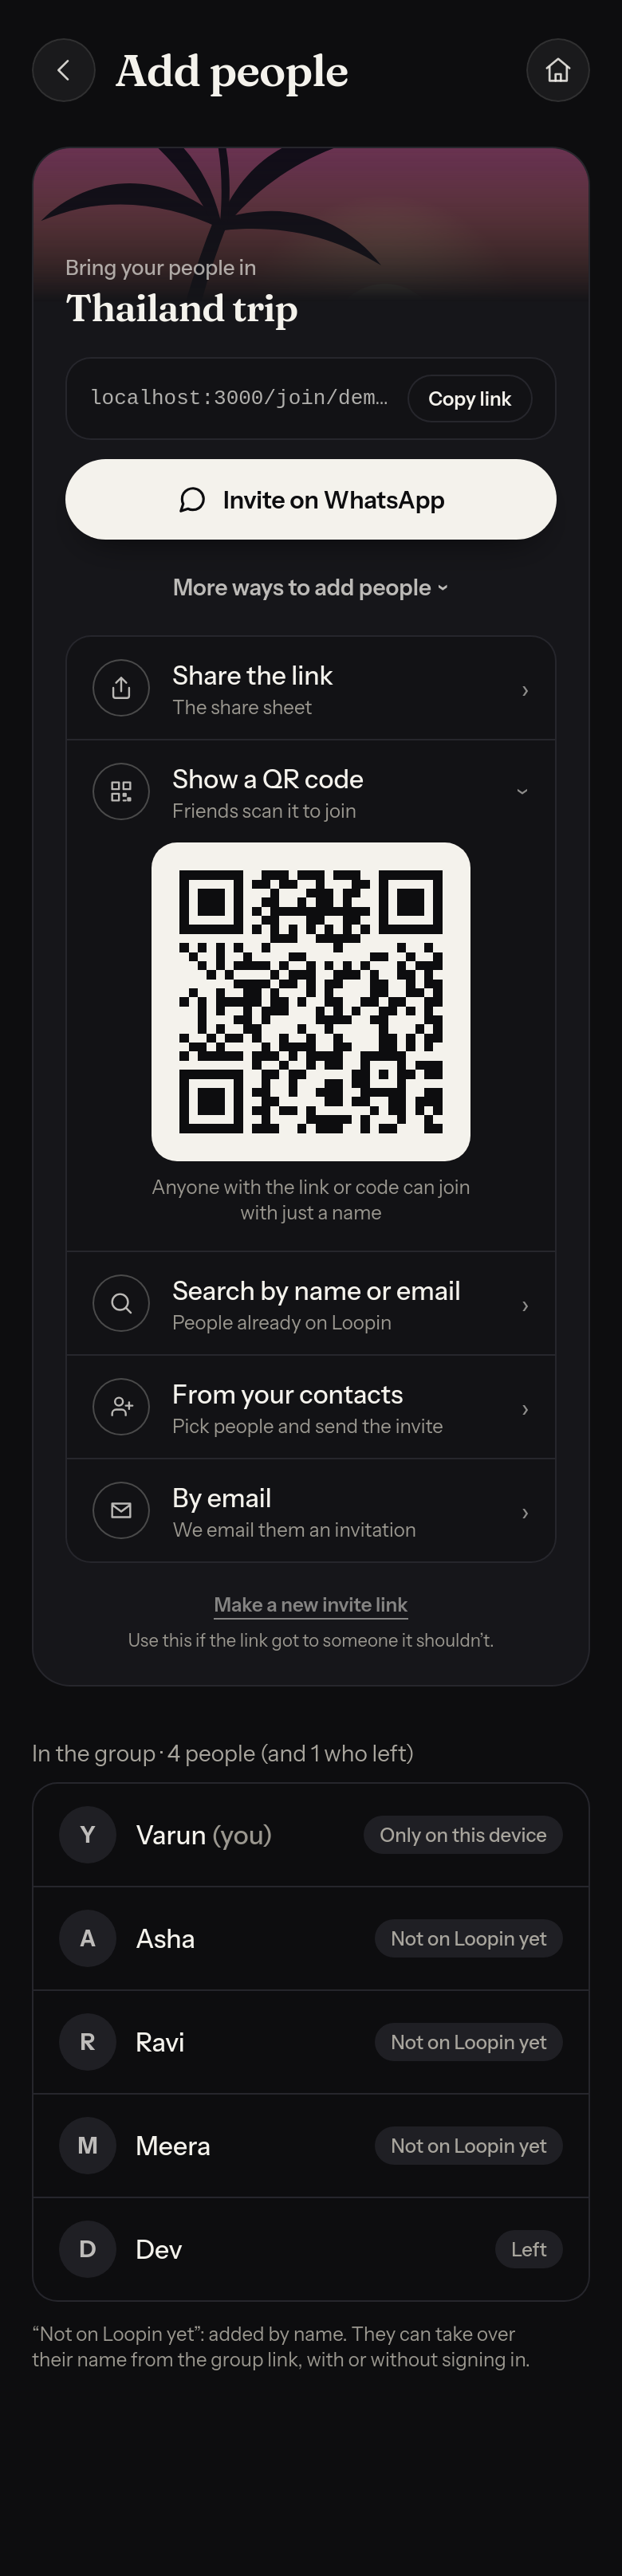 Add people
Bring your people in
Thailand trip
localhost:3000/join/dem…
Copy link
Invite on WhatsApp
More ways to add people
Share the link
The share sheet
Show a QR code
Friends scan it to join
Anyone with the link or code can join
with just a name
Search by name or email
People already on Loopin
From your contacts
Pick people and send the invite
By email
We email them an invitation
Make a new invite link
Use this if the link got to someone it shouldn’t.
In the group · 4 people (and 1 who left)
Y
Varun (you)
Only on this device
A
Asha
Not on Loopin yet
R
Ravi
Not on Loopin yet
M
Meera
Not on Loopin yet
D
Dev
Left
“Not on Loopin yet”: added by name. They can take over
their name from the group link, with or without signing in.